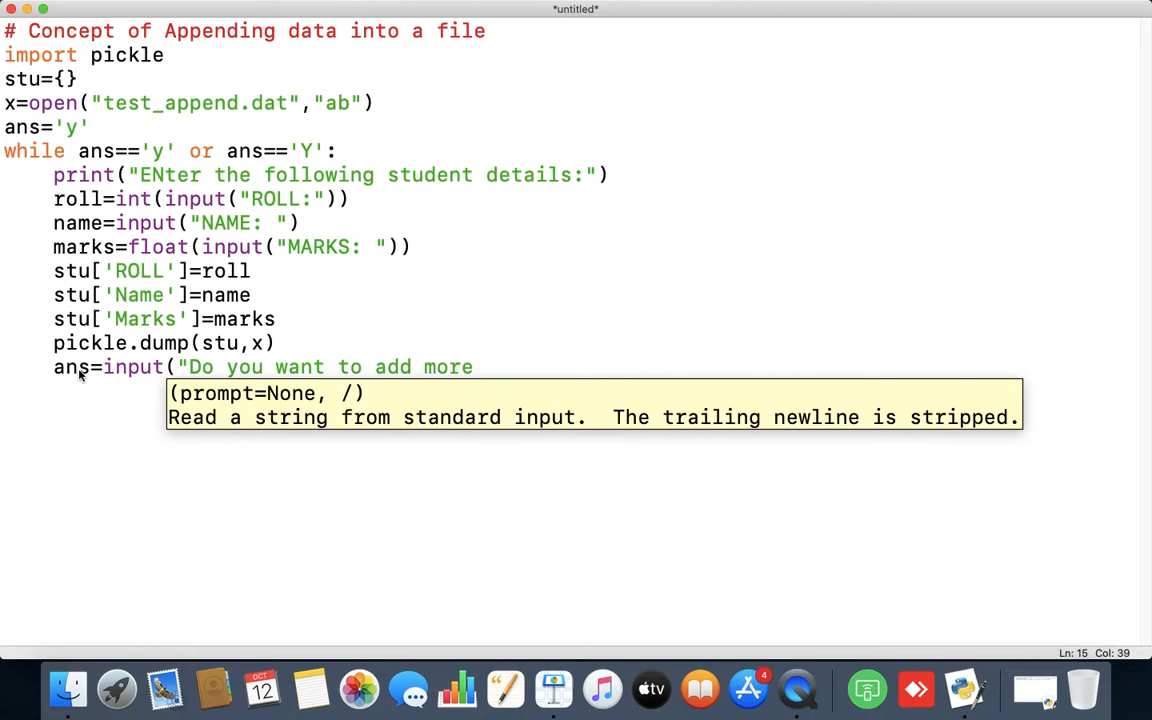 *untitled*
# Concept of Appending data into a file
import pickle
stu={}
x=open("test_append.dat","ab")
ans='y'
while ans=='y' or ans=='Y':
    print("ENter the following student details:")
    roll=int(input("ROLL:"))
    name=input("NAME: ")
    marks=float(input("MARKS: "))
    stu['ROLL']=roll
    stu['Name']=name
    stu['Marks']=marks
    pickle.dump(stu,x)
    ans=input("Do you want to add more
(prompt=None, /)
Read a string from standard input.  The trailing newline is stripped.
Ln: 15 Col: 39
OCT
12
tv
4